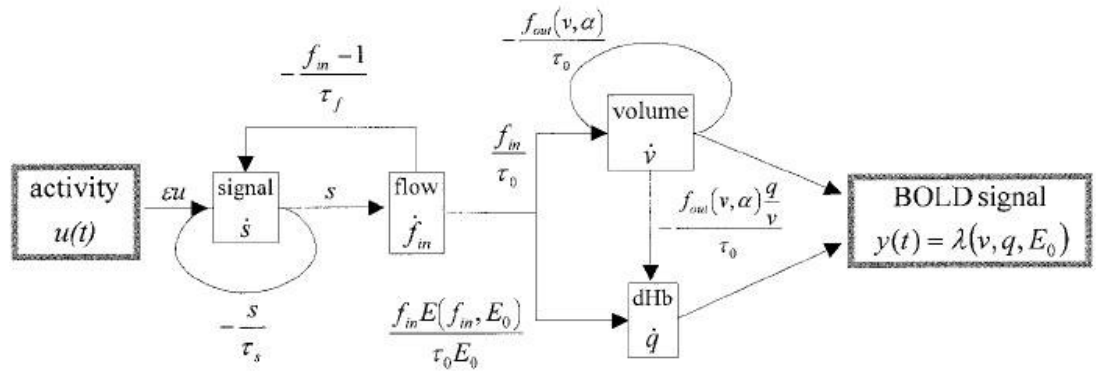 activity
u(t)
εu
signal
ṡ
-s/τ_s
s
-(f_in -1)/τ_f
flow
ḟ_in
f_in/τ_0
f_in E(f_in, E_0)/τ_0 E_0
-f_out(v,α)/τ_0
volume
v̇
-f_out(v,α) q/v /τ_0
dHb
q̇
BOLD signal
y(t) = λ(v,q,E_0)